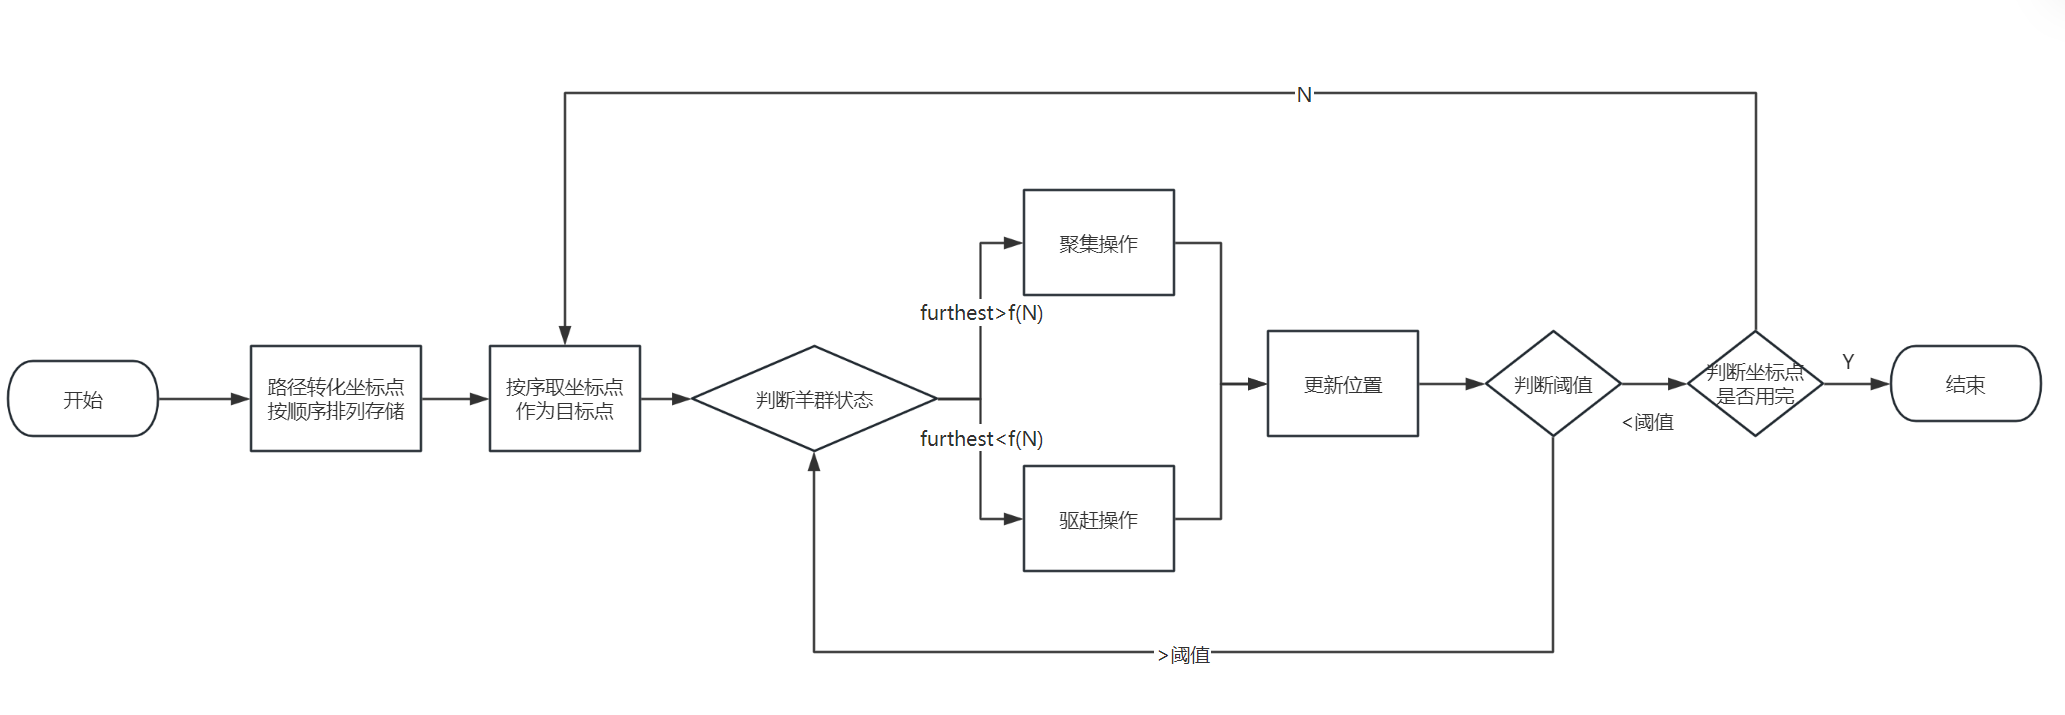 开始
路径转化坐标点
按顺序排列存储
按序取坐标点
作为目标点
判断羊群状态
furthest>f(N)
furthest<f(N)
聚集操作
驱赶操作
更新位置
判断阈值
<阈值
>阈值
判断坐标点
是否用完
N
Y
结束